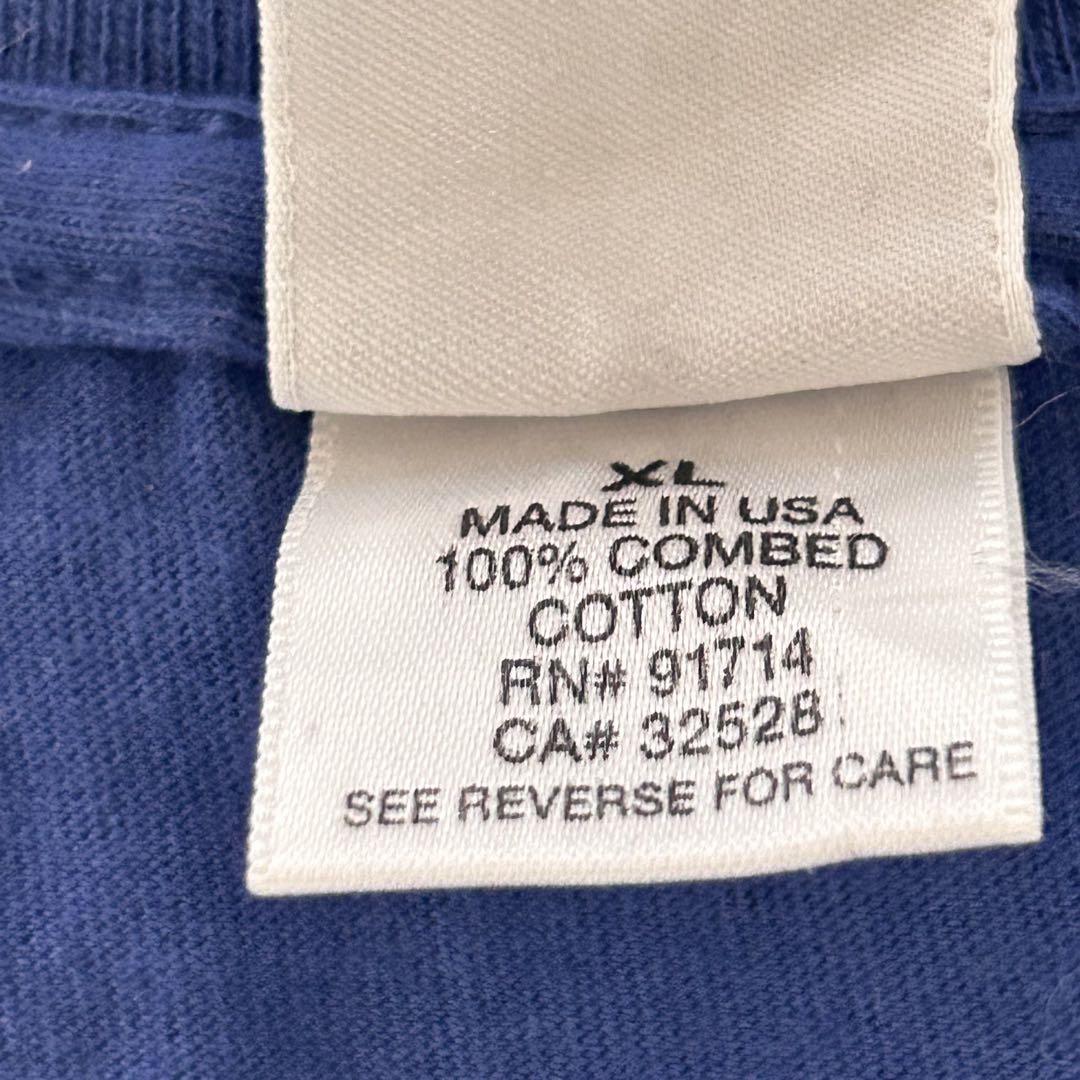 XL
MADE IN USA
100% COMBED
COTTON
RN# 91714
CA# 32528
SEE REVERSE FOR CARE